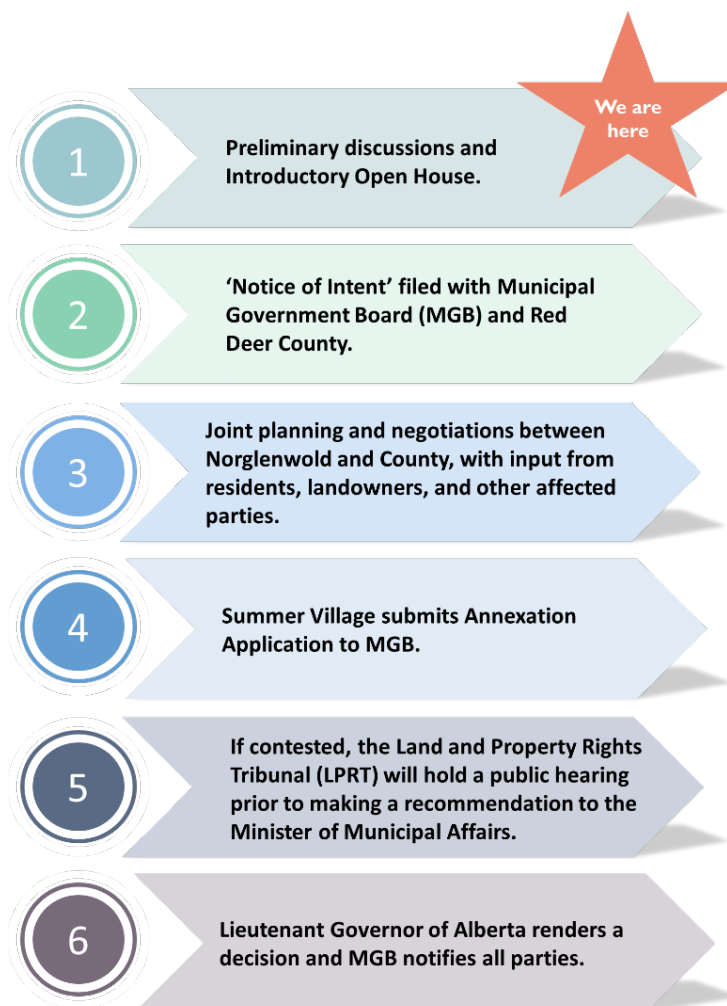 We are
here
1
Preliminary discussions and
Introductory Open House.
2
‘Notice of Intent’ filed with Municipal
Government Board (MGB) and Red
Deer County.
3
Joint planning and negotiations between
Norglenwold and County, with input from
residents, landowners, and other affected
parties.
4
Summer Village submits Annexation
Application to MGB.
5
If contested, the Land and Property Rights
Tribunal (LPRT) will hold a public hearing
prior to making a recommendation to the
Minister of Municipal Affairs.
6
Lieutenant Governor of Alberta renders a
decision and MGB notifies all parties.